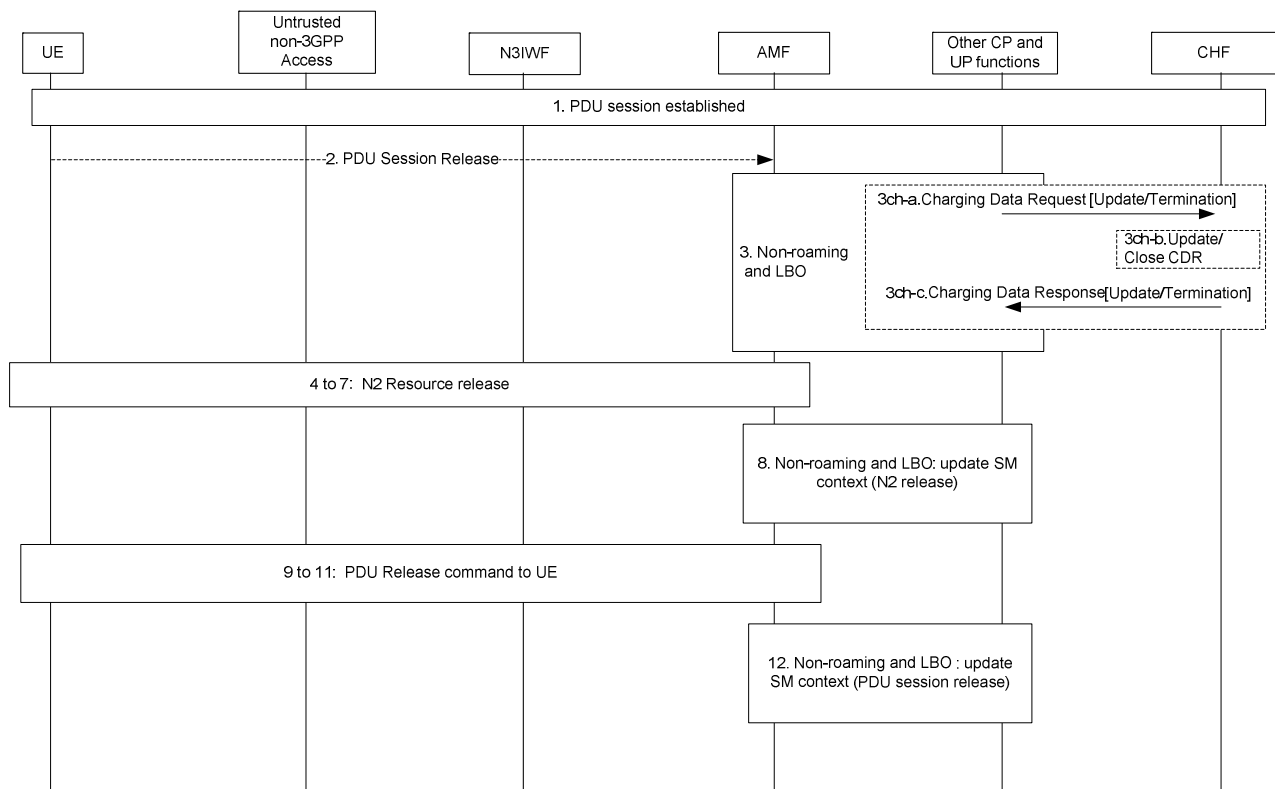 UE
Untrusted
non-3GPP
Access
N3IWF
AMF
Other CP and
UP functions
CHF
1. PDU session established
2. PDU Session Release
3ch-a.Charging Data Request [Update/Termination]
3ch-b.Update/
Close CDR
3. Non-roaming
and LBO
3ch-c.Charging Data Response[Update/Termination]
4 to 7: N2 Resource release
8. Non-roaming and LBO: update SM
context (N2 release)
9 to 11: PDU Release command to UE
12. Non-roaming and LBO : update
SM context (PDU session release)